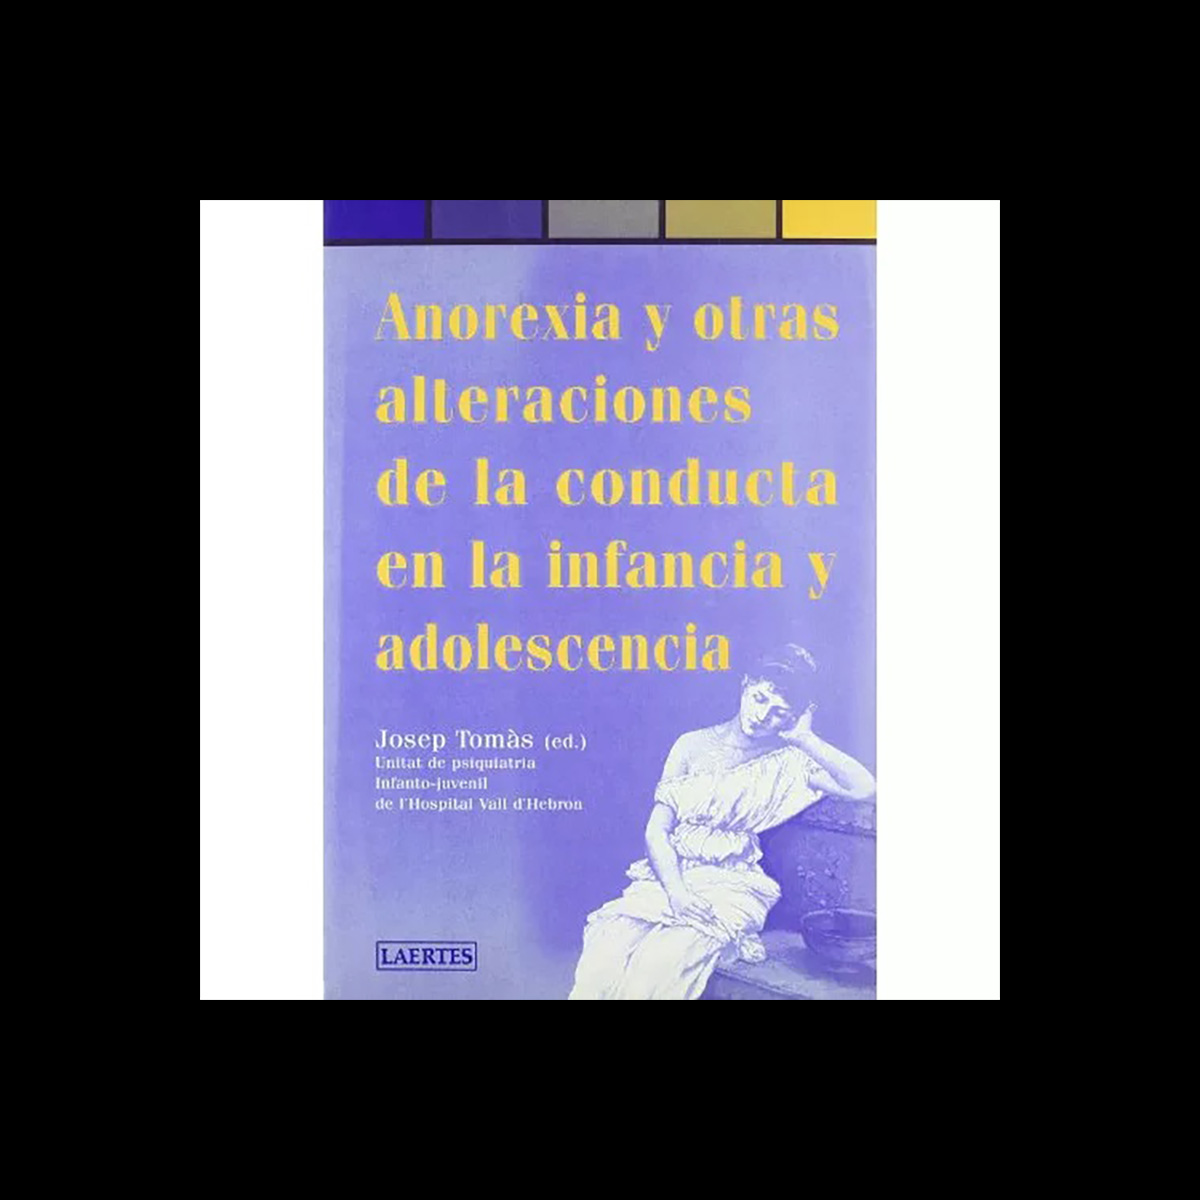 Anorexia y otras
alteraciones
de la conducta
en la infancia y
adolescencia
Josep Tomàs (ed.)
Unitat de psiquiatria
Infanto-juvenil
de l'Hospital Vall d'Hebron
LAERTES